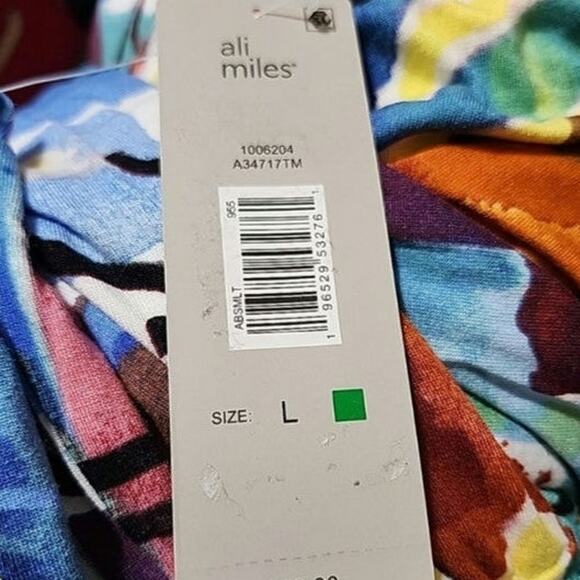 ali
miles
1006204
A34717TM
955
ABSMLT
1 96529 53276 1
SIZE: L